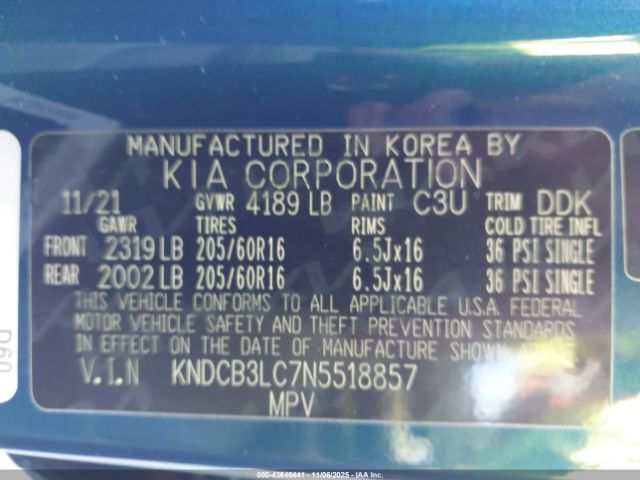 MANUFACTURED IN KOREA BY
KIA CORPORATION
11/21 GVWR 4189 LB PAINT C3U TRIM DDK
GAWR TIRES RIMS COLD TIRE INFL
FRONT 2319 LB 205/60R16 6.5Jx16 36 PSI SINGLE
REAR 2002 LB 205/60R16 6.5Jx16 36 PSI SINGLE
THIS VEHICLE CONFORMS TO ALL APPLICABLE U.S.A. FEDERAL
MOTOR VEHICLE SAFETY AND THEFT PREVENTION STANDARDS
IN EFFECT ON THE DATE OF MANUFACTURE SHOWN ABOVE.
V.I.N KNDCB3LC7N5518857
MPV
000-43646441 - 11/06/2025 - IAAI.com